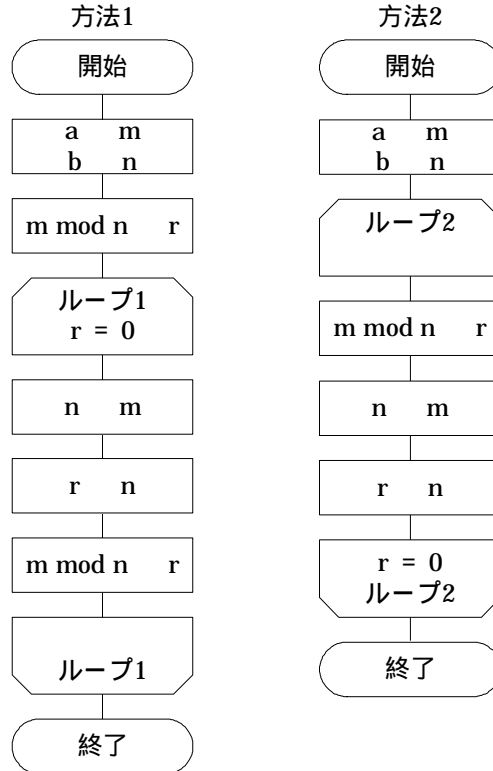 方法1
開始
a m
b n
m mod n r
ループ1
r = 0
n m
r n
m mod n r
ループ1
終了
方法2
開始
a m
b n
ループ2
m mod n r
n m
r n
r = 0
ループ2
終了